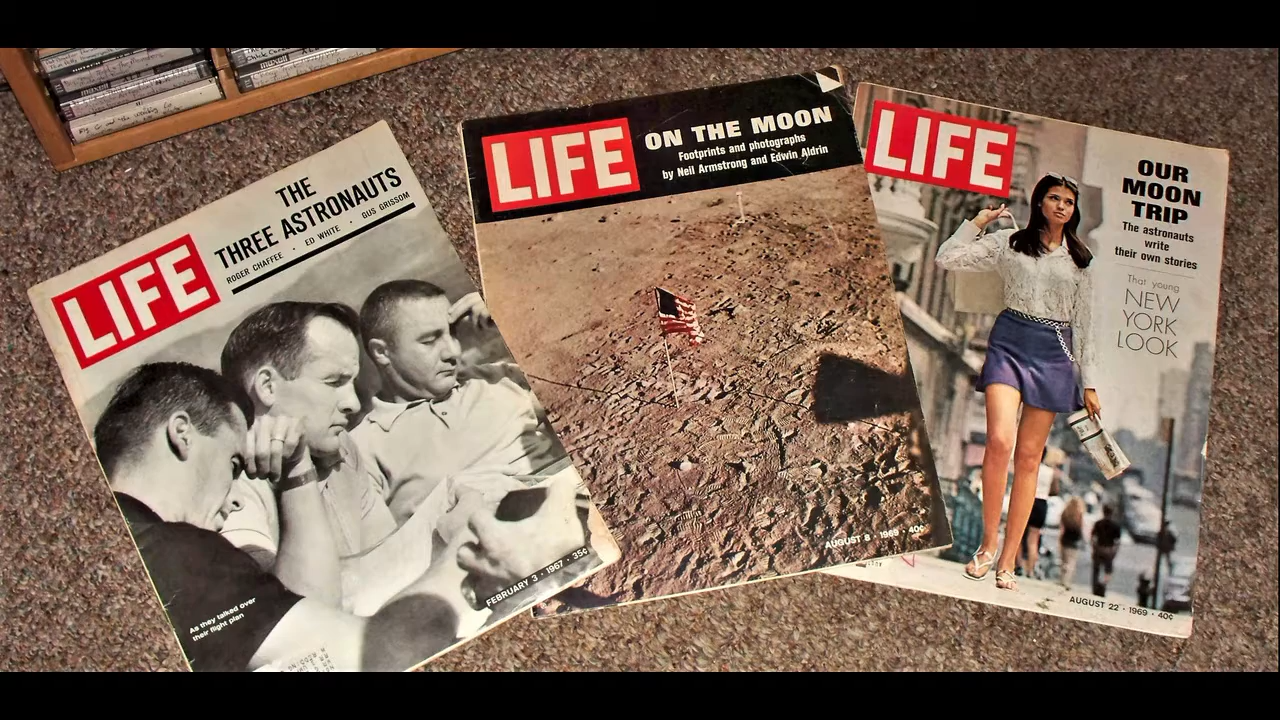 maxell
maxell
maxell
LIFE
THE
THREE ASTRONAUTS
ROGER CHAFFEE · ED WHITE · GUS GRISSOM
As they talked over
their flight plan
FEBRUARY 3 · 1967 · 35¢
LIFE
ON THE MOON
Footprints and photographs
by Neil Armstrong and Edwin Aldrin
AUGUST 8 · 1969 · 40¢
LIFE
OUR
MOON
TRIP
The astronauts
write
their own stories
That young
NEW
YORK
LOOK
AUGUST 22 · 1969 · 40¢